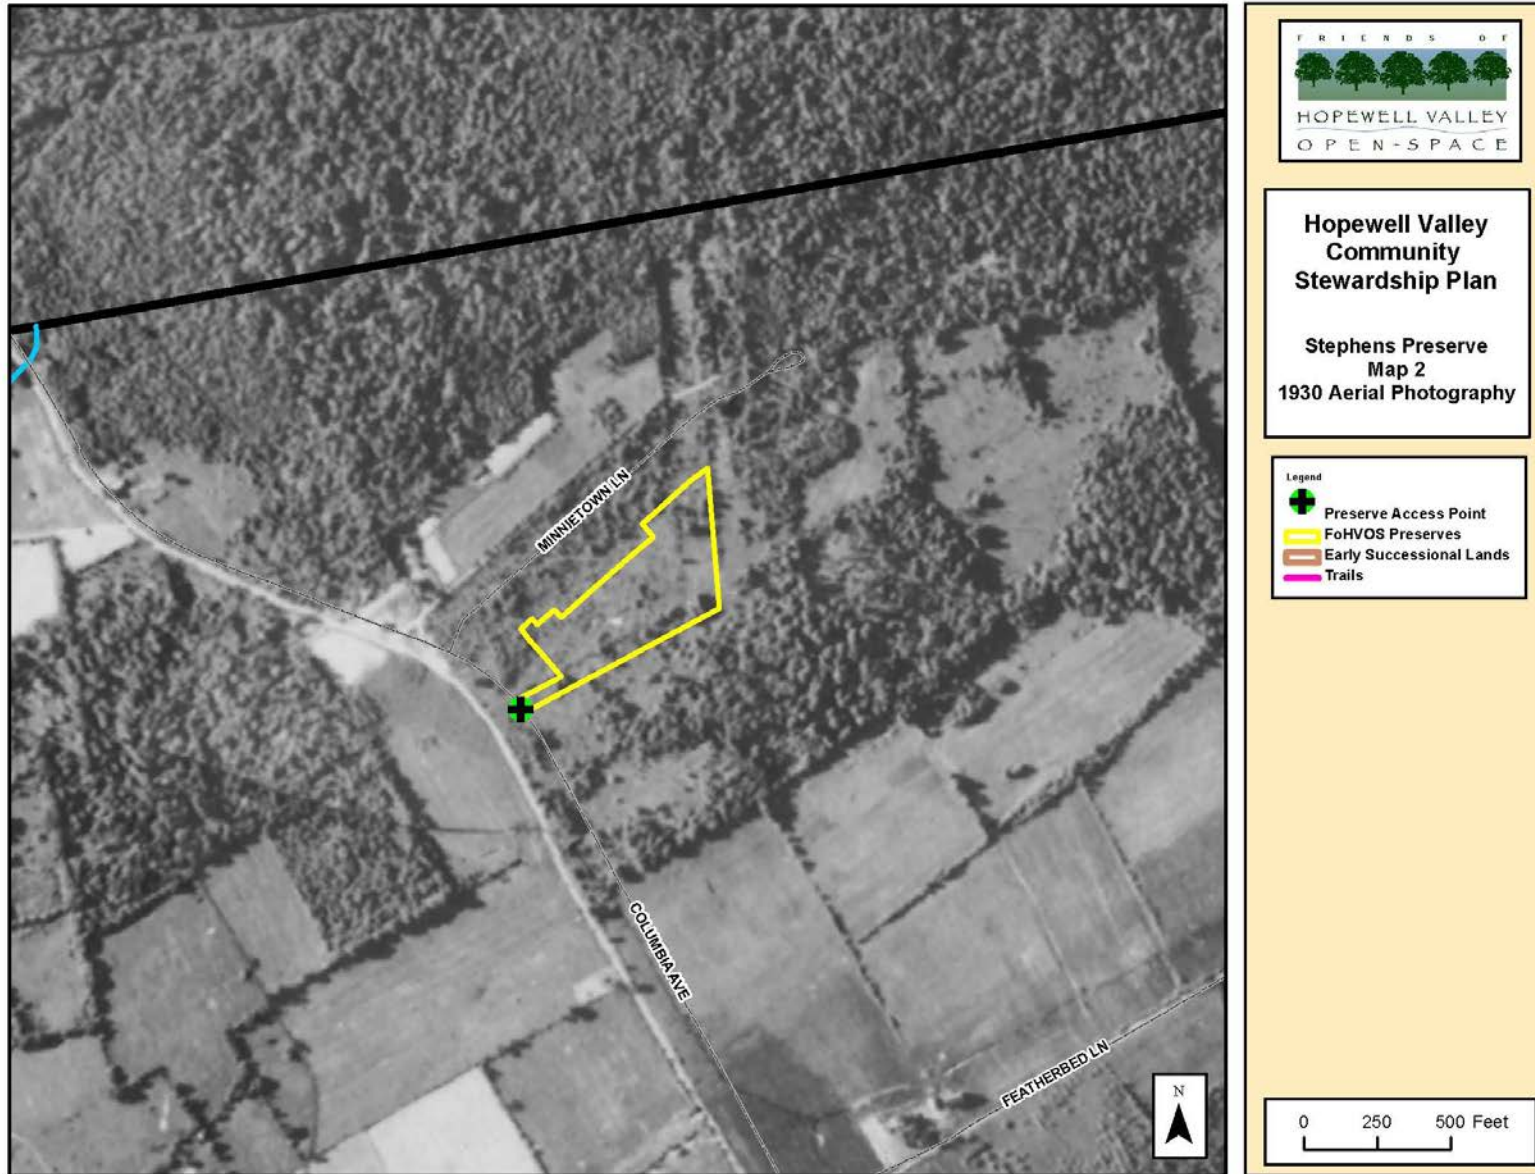 FRIENDS OF
HOPEWELL VALLEY
OPEN-SPACE
Hopewell Valley
Community
Stewardship Plan
Stephens Preserve
Map 2
1930 Aerial Photography
Legend
Preserve Access Point
FoHVOS Preserves
Early Successional Lands
Trails
MINNIETOWN LN
COLUMBIA AVE
FEATHERBED LN
N
0 250 500 Feet